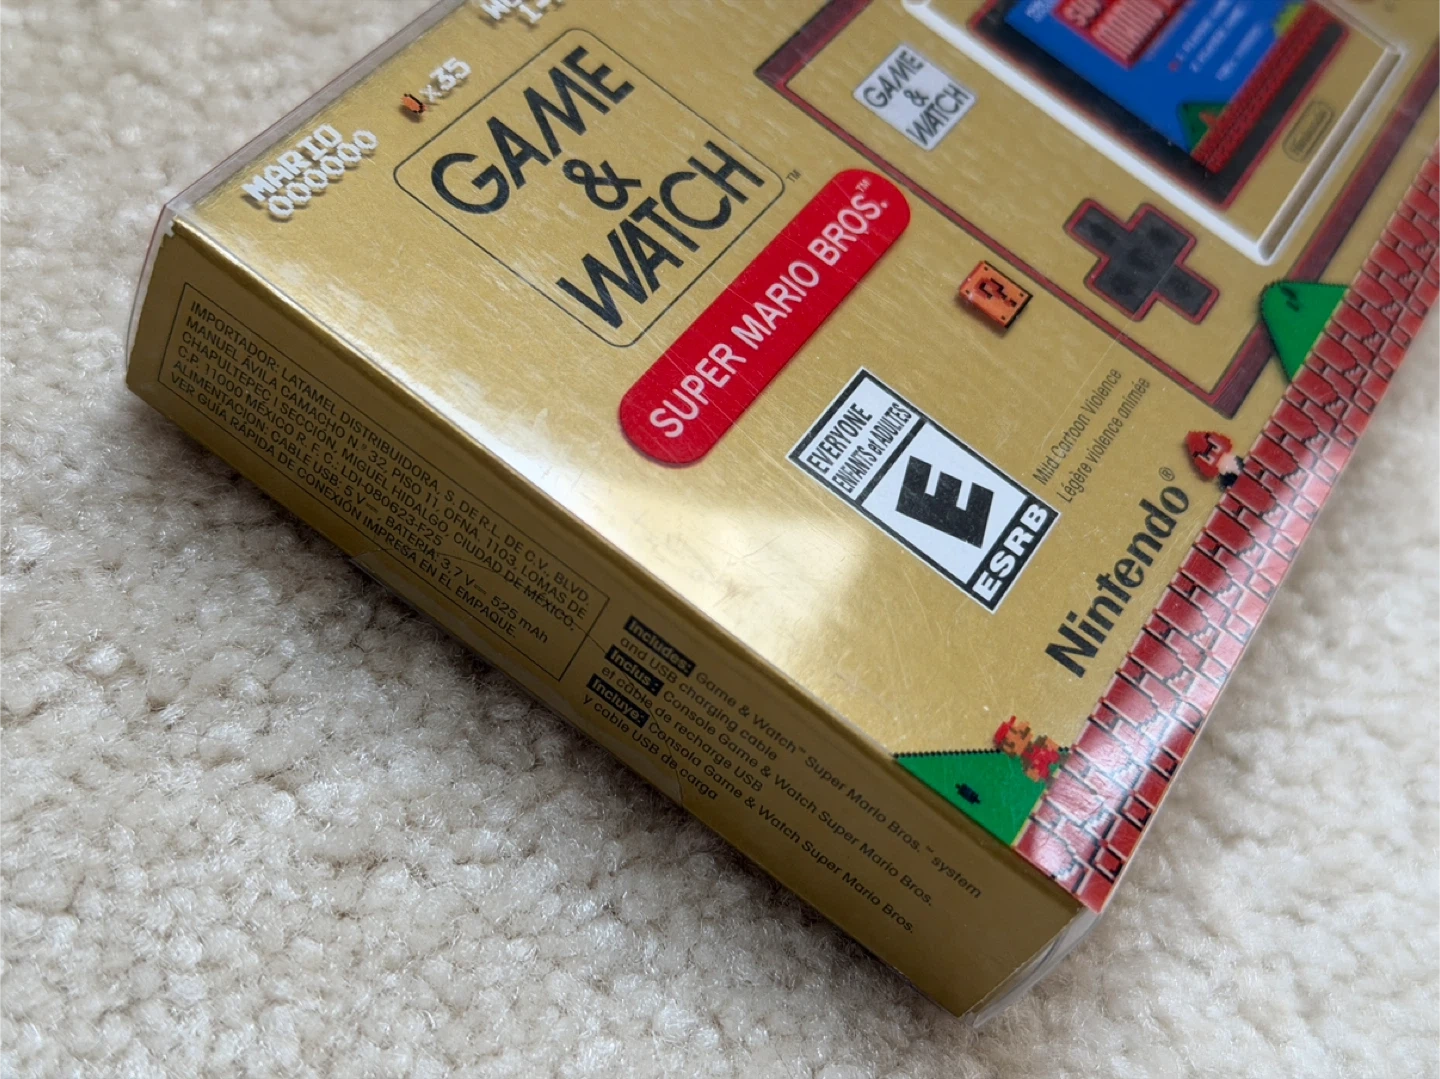 MARIO
000000
x35
GAME
&
WATCH™
SUPER MARIO BROS.™
GAME
&
WATCH
Nintendo
EVERYONE
ENFANTS et ADULTES
E
ESRB
Mild Cartoon Violence
Légère violence animée
Nintendo®
IMPORTADOR: LATAMEL DISTRIBUIDORA, S. DE R.L. DE C.V., BLVD.
MANUEL ÁVILA CAMACHO N.° 32, PISO 11, OFNA. 1103, LOMAS DE
CHAPULTEPEC I SECCIÓN, MIGUEL HIDALGO, CIUDAD DE MÉXICO,
C.P. 11000 MÉXICO R. F. C.: LDI-080623-F25
ALIMENTACIÓN: CABLE USB: 5 V⎓ BATERÍA: 3,7 V⎓ 525 mAh
VER GUÍA RÁPIDA DE CONEXIÓN IMPRESA EN EL EMPAQUE.
Includes: Game & Watch™ Super Mario Bros.™ system
and USB charging cable
Inclus : Console Game & Watch Super Mario Bros.
et câble de recharge USB
Incluye: Consola Game & Watch Super Mario Bros.
y cable USB de carga